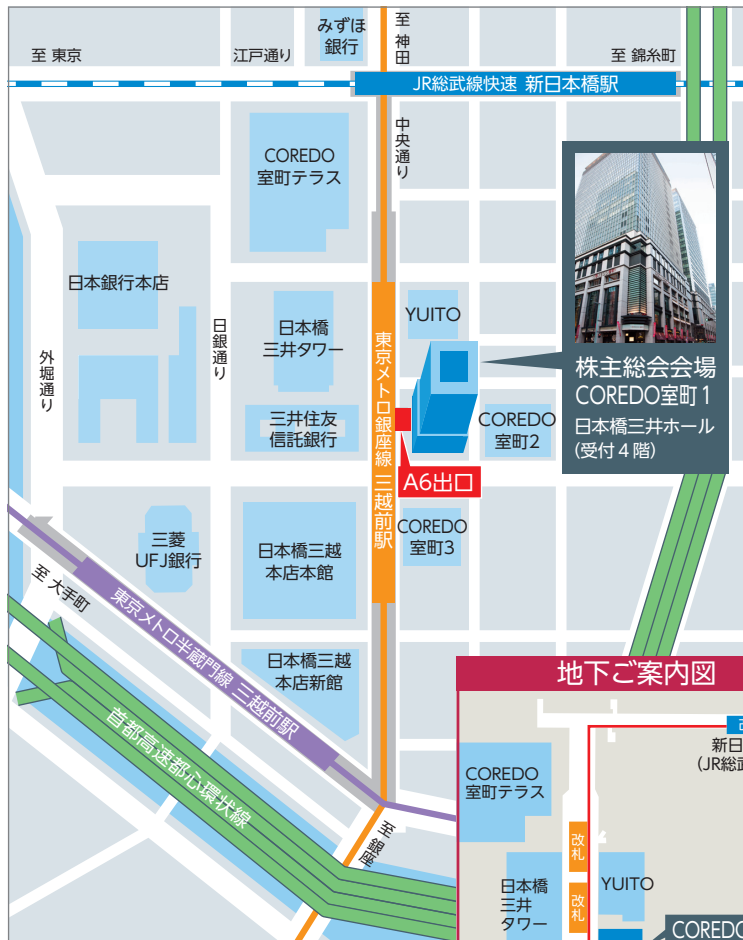 みずほ
銀行
至 神田
至 東京
江戸通り
至 錦糸町
JR総武線快速 新日本橋駅
中央通り
COREDO
室町テラス
日本銀行本店
日本橋
三井タワー
YUITO
株主総会会場
COREDO室町1
日本橋三井ホール
(受付4階)
外堀通り
日銀通り
東京メトロ銀座線 三越前駅
三井住友
信託銀行
COREDO
室町2
A6出口
三菱
UFJ銀行
日本橋三越
本店本館
COREDO
室町3
至 大手町
東京メトロ半蔵門線 三越前駅
日本橋三越
本店新館
首都高速都心環状線
至 銀座
地下ご案内図
新日
(JR総武
COREDO
室町テラス
改札
日本橋
三井
タワー
改札
YUITO
COREDO